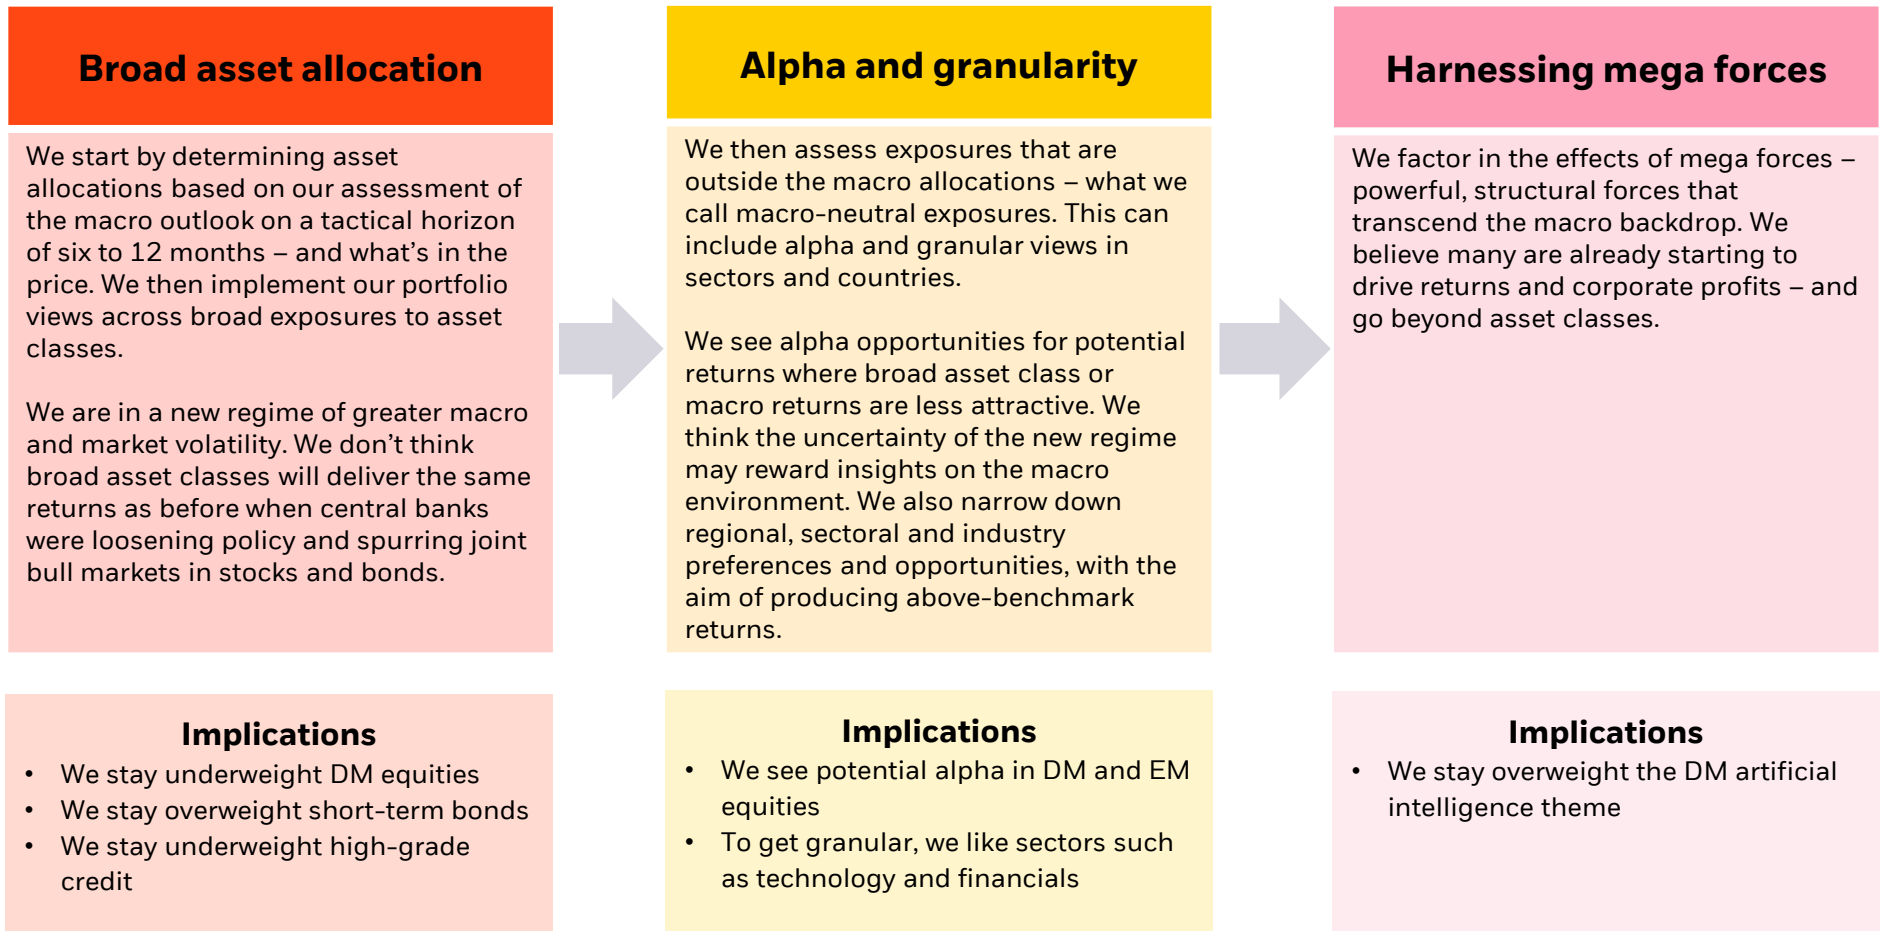 Broad asset allocation
We start by determining asset
allocations based on our assessment of
the macro outlook on a tactical horizon
of six to 12 months – and what's in the
price. We then implement our portfolio
views across broad exposures to asset
classes.
We are in a new regime of greater macro
and market volatility. We don't think
broad asset classes will deliver the same
returns as before when central banks
were loosening policy and spurring joint
bull markets in stocks and bonds.
Implications
• We stay underweight DM equities
• We stay overweight short-term bonds
• We stay underweight high-grade
credit
Alpha and granularity
We then assess exposures that are
outside the macro allocations – what we
call macro-neutral exposures. This can
include alpha and granular views in
sectors and countries.
We see alpha opportunities for potential
returns where broad asset class or
macro returns are less attractive. We
think the uncertainty of the new regime
may reward insights on the macro
environment. We also narrow down
regional, sectoral and industry
preferences and opportunities, with the
aim of producing above-benchmark
returns.
Implications
• We see potential alpha in DM and EM
equities
• To get granular, we like sectors such
as technology and financials
Harnessing mega forces
We factor in the effects of mega forces –
powerful, structural forces that
transcend the macro backdrop. We
believe many are already starting to
drive returns and corporate profits – and
go beyond asset classes.
Implications
• We stay overweight the DM artificial
intelligence theme